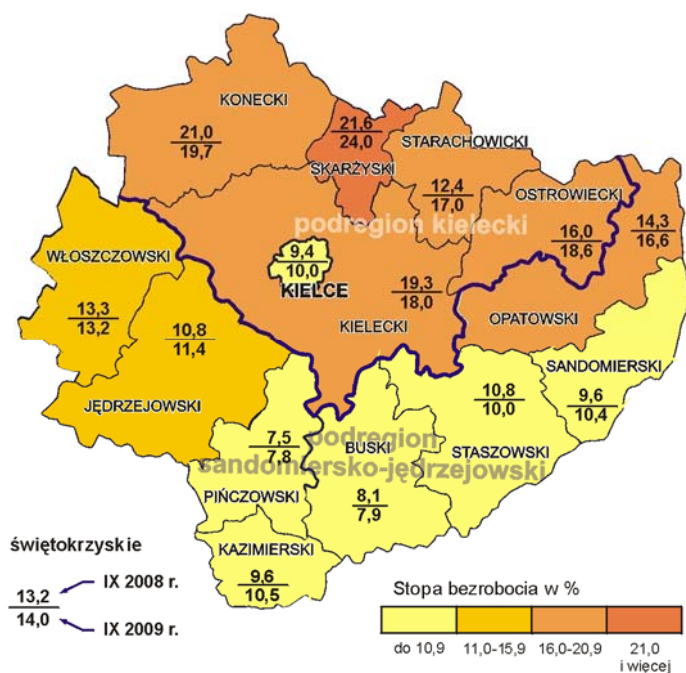 KONECKI
21,0
19,7
21,6
24,0
SKARŻYSKI
STARACHOWICKI
12,4
17,0
OSTROWIECKI
16,0
18,6
14,3
16,6
podregion kielecki
WŁOSZCZOWSKI
13,3
13,2
9,4
10,0
KIELCE
19,3
18,0
KIELECKI
OPATOWSKI
10,8
11,4
JĘDRZEJOWSKI
SANDOMIERSKI
9,6
10,4
10,8
10,0
STASZOWSKI
7,5
7,8
PIŃCZOWSKI
podregion
sandomiersko-jędrzejowski
BUSKI
8,1
7,9
KAZIMIERSKI
9,6
10,5
świętokrzyskie
13,2
14,0
IX 2008 r.
IX 2009 r.
Stopa bezrobocia w %
do 10,9
11,0-15,9
16,0-20,9
21,0
i więcej